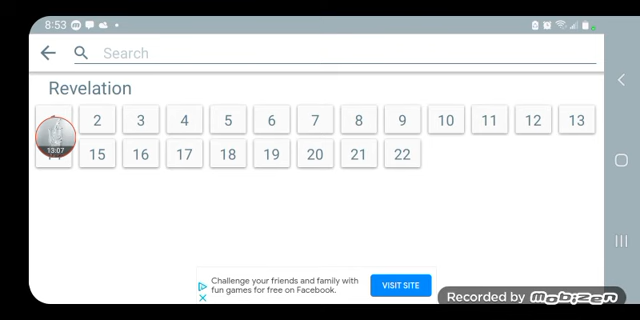 8:53
Search
Revelation
2 3 4 5 6 7 8 9 10 11 12 13
13:07
15 16 17 18 19 20 21 22
Challenge your friends and family with
fun games for free on Facebook.
VISIT SITE
Recorded by Mobizen